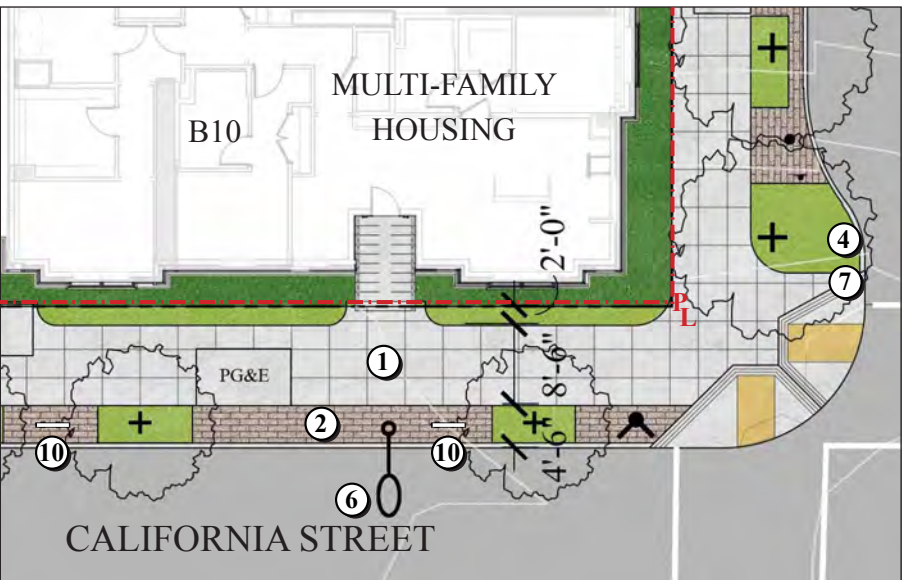 MULTI-FAMILY
HOUSING
B10
2'-0"
4
7
PL
1
8'-6"
PG&E
2
4'-6"
10
10
6
CALIFORNIA STREET